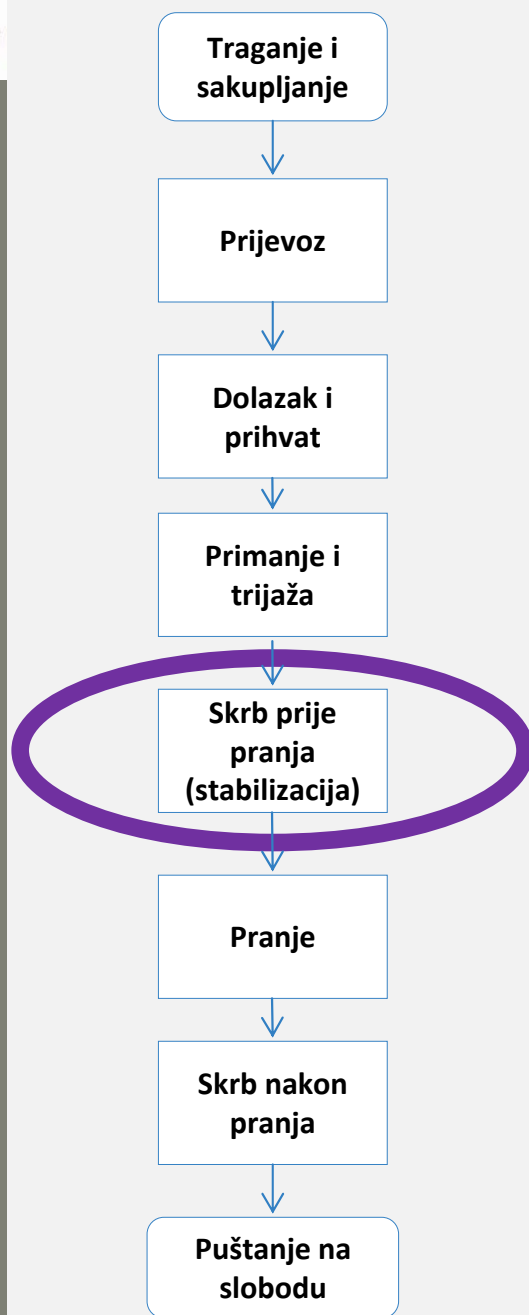 Traganje i
sakupljanje
Prijevoz
Dolazak i
prihvat
Primanje i
trijaža
Skrb prije
pranja
(stabilizacija)
Pranje
Skrb nakon
pranja
Puštanje na
slobodu